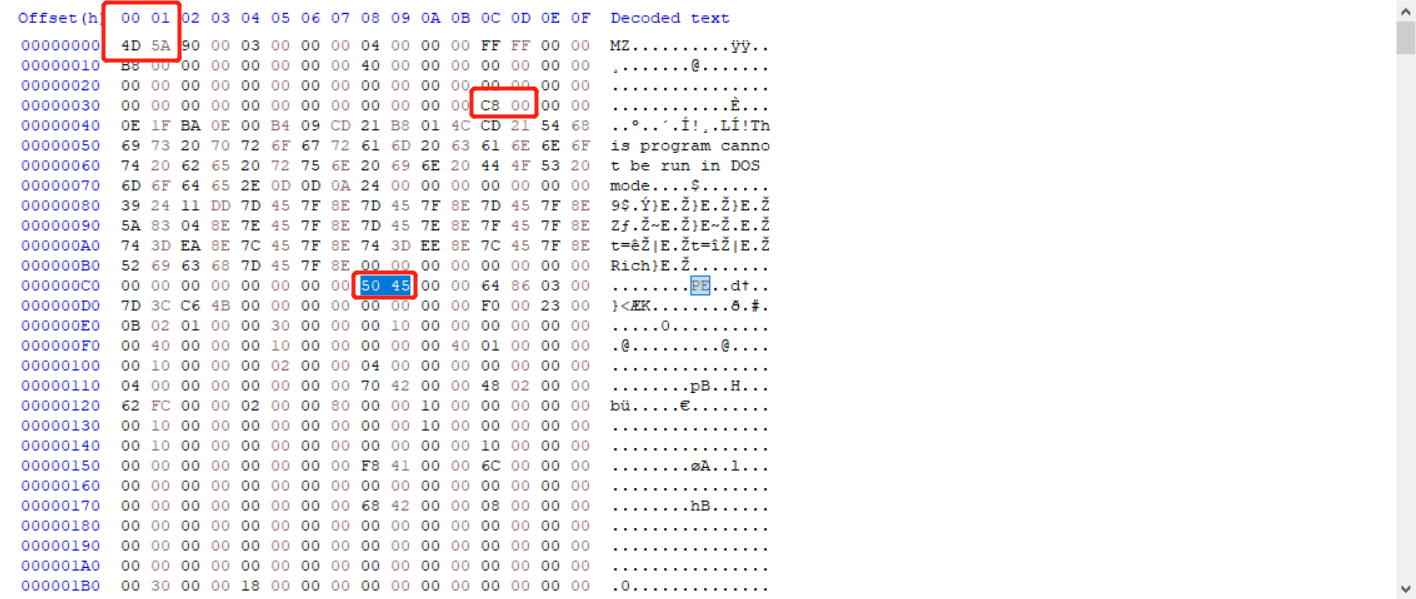 Offset(h) 00 01 02 03 04 05 06 07 08 09 0A 0B 0C 0D 0E 0F Decoded text
00000000 4D 5A 90 00 03 00 00 00 04 00 00 00 FF FF 00 00 MZ..........ÿÿ..
00000010 B8 00 00 00 00 00 00 00 40 00 00 00 00 00 00 00 ¸.......@.......
00000020 00 00 00 00 00 00 00 00 00 00 00 00 00 00 00 00 ................
00000030 00 00 00 00 00 00 00 00 00 00 00 00 C8 00 00 00 ............È...
00000040 0E 1F BA 0E 00 B4 09 CD 21 B8 01 4C CD 21 54 68 ..º..´.Í!¸.LÍ!Th
00000050 69 73 20 70 72 6F 67 72 61 6D 20 63 61 6E 6E 6F is program canno
00000060 74 20 62 65 20 72 75 6E 20 69 6E 20 44 4F 53 20 t be run in DOS
00000070 6D 6F 64 65 2E 0D 0D 0A 24 00 00 00 00 00 00 00 mode....$.......
00000080 39 24 11 DD 7D 45 7F 8E 7D 45 7F 8E 7D 45 7F 8E 9$.Ý}E.Ž}E.Ž}E.Ž
00000090 5A 83 04 8E 7E 45 7F 8E 7D 45 7E 8E 7F 45 7F 8E Zƒ.Ž~E.Ž}E~Ž.E.Ž
000000A0 74 3D EA 8E 7C 45 7F 8E 74 3D EE 8E 7C 45 7F 8E t=êŽ|E.Žt=îŽ|E.Ž
000000B0 52 69 63 68 7D 45 7F 8E 00 00 00 00 00 00 00 00 Rich}E.Ž........
000000C0 00 00 00 00 00 00 00 00 50 45 00 00 64 86 03 00 ........PE..d†..
000000D0 7D 3C C6 4B 00 00 00 00 00 00 00 00 F0 00 23 00 }<ÆK........ð.#.
000000E0 0B 02 01 00 00 30 00 00 00 10 00 00 00 00 00 00 .....0..........
000000F0 00 40 00 00 00 10 00 00 00 00 00 40 01 00 00 00 .@.........@....
00000100 00 10 00 00 00 02 00 00 04 00 00 00 00 00 00 00 ................
00000110 04 00 00 00 00 00 00 00 70 42 00 00 48 02 00 00 ........pB..H...
00000120 62 FC 00 00 02 00 00 80 00 00 10 00 00 00 00 00 bü.....€........
00000130 00 10 00 00 00 00 00 00 00 00 10 00 00 00 00 00 ................
00000140 00 10 00 00 00 00 00 00 00 00 00 00 10 00 00 00 ................
00000150 00 00 00 00 00 00 00 00 F8 41 00 00 6C 00 00 00 ........øA..l...
00000160 00 00 00 00 00 00 00 00 00 00 00 00 00 00 00 00 ................
00000170 00 00 00 00 00 00 00 00 68 42 00 00 08 00 00 00 ........hB......
00000180 00 00 00 00 00 00 00 00 00 00 00 00 00 00 00 00 ................
00000190 00 00 00 00 00 00 00 00 00 00 00 00 00 00 00 00 ................
000001A0 00 00 00 00 00 00 00 00 00 00 00 00 00 00 00 00 ................
000001B0 00 30 00 00 18 00 00 00 00 00 00 00 00 00 00 00 .0..............